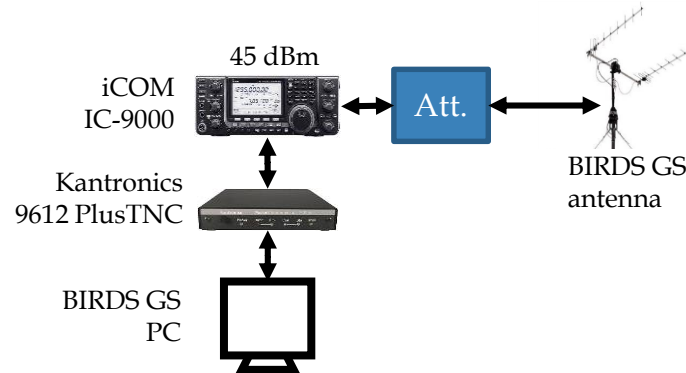 45 dBm
iCOM
IC-9000
Att.
BIRDS GS
antenna
Kantronics
9612 PlusTNC
BIRDS GS
PC